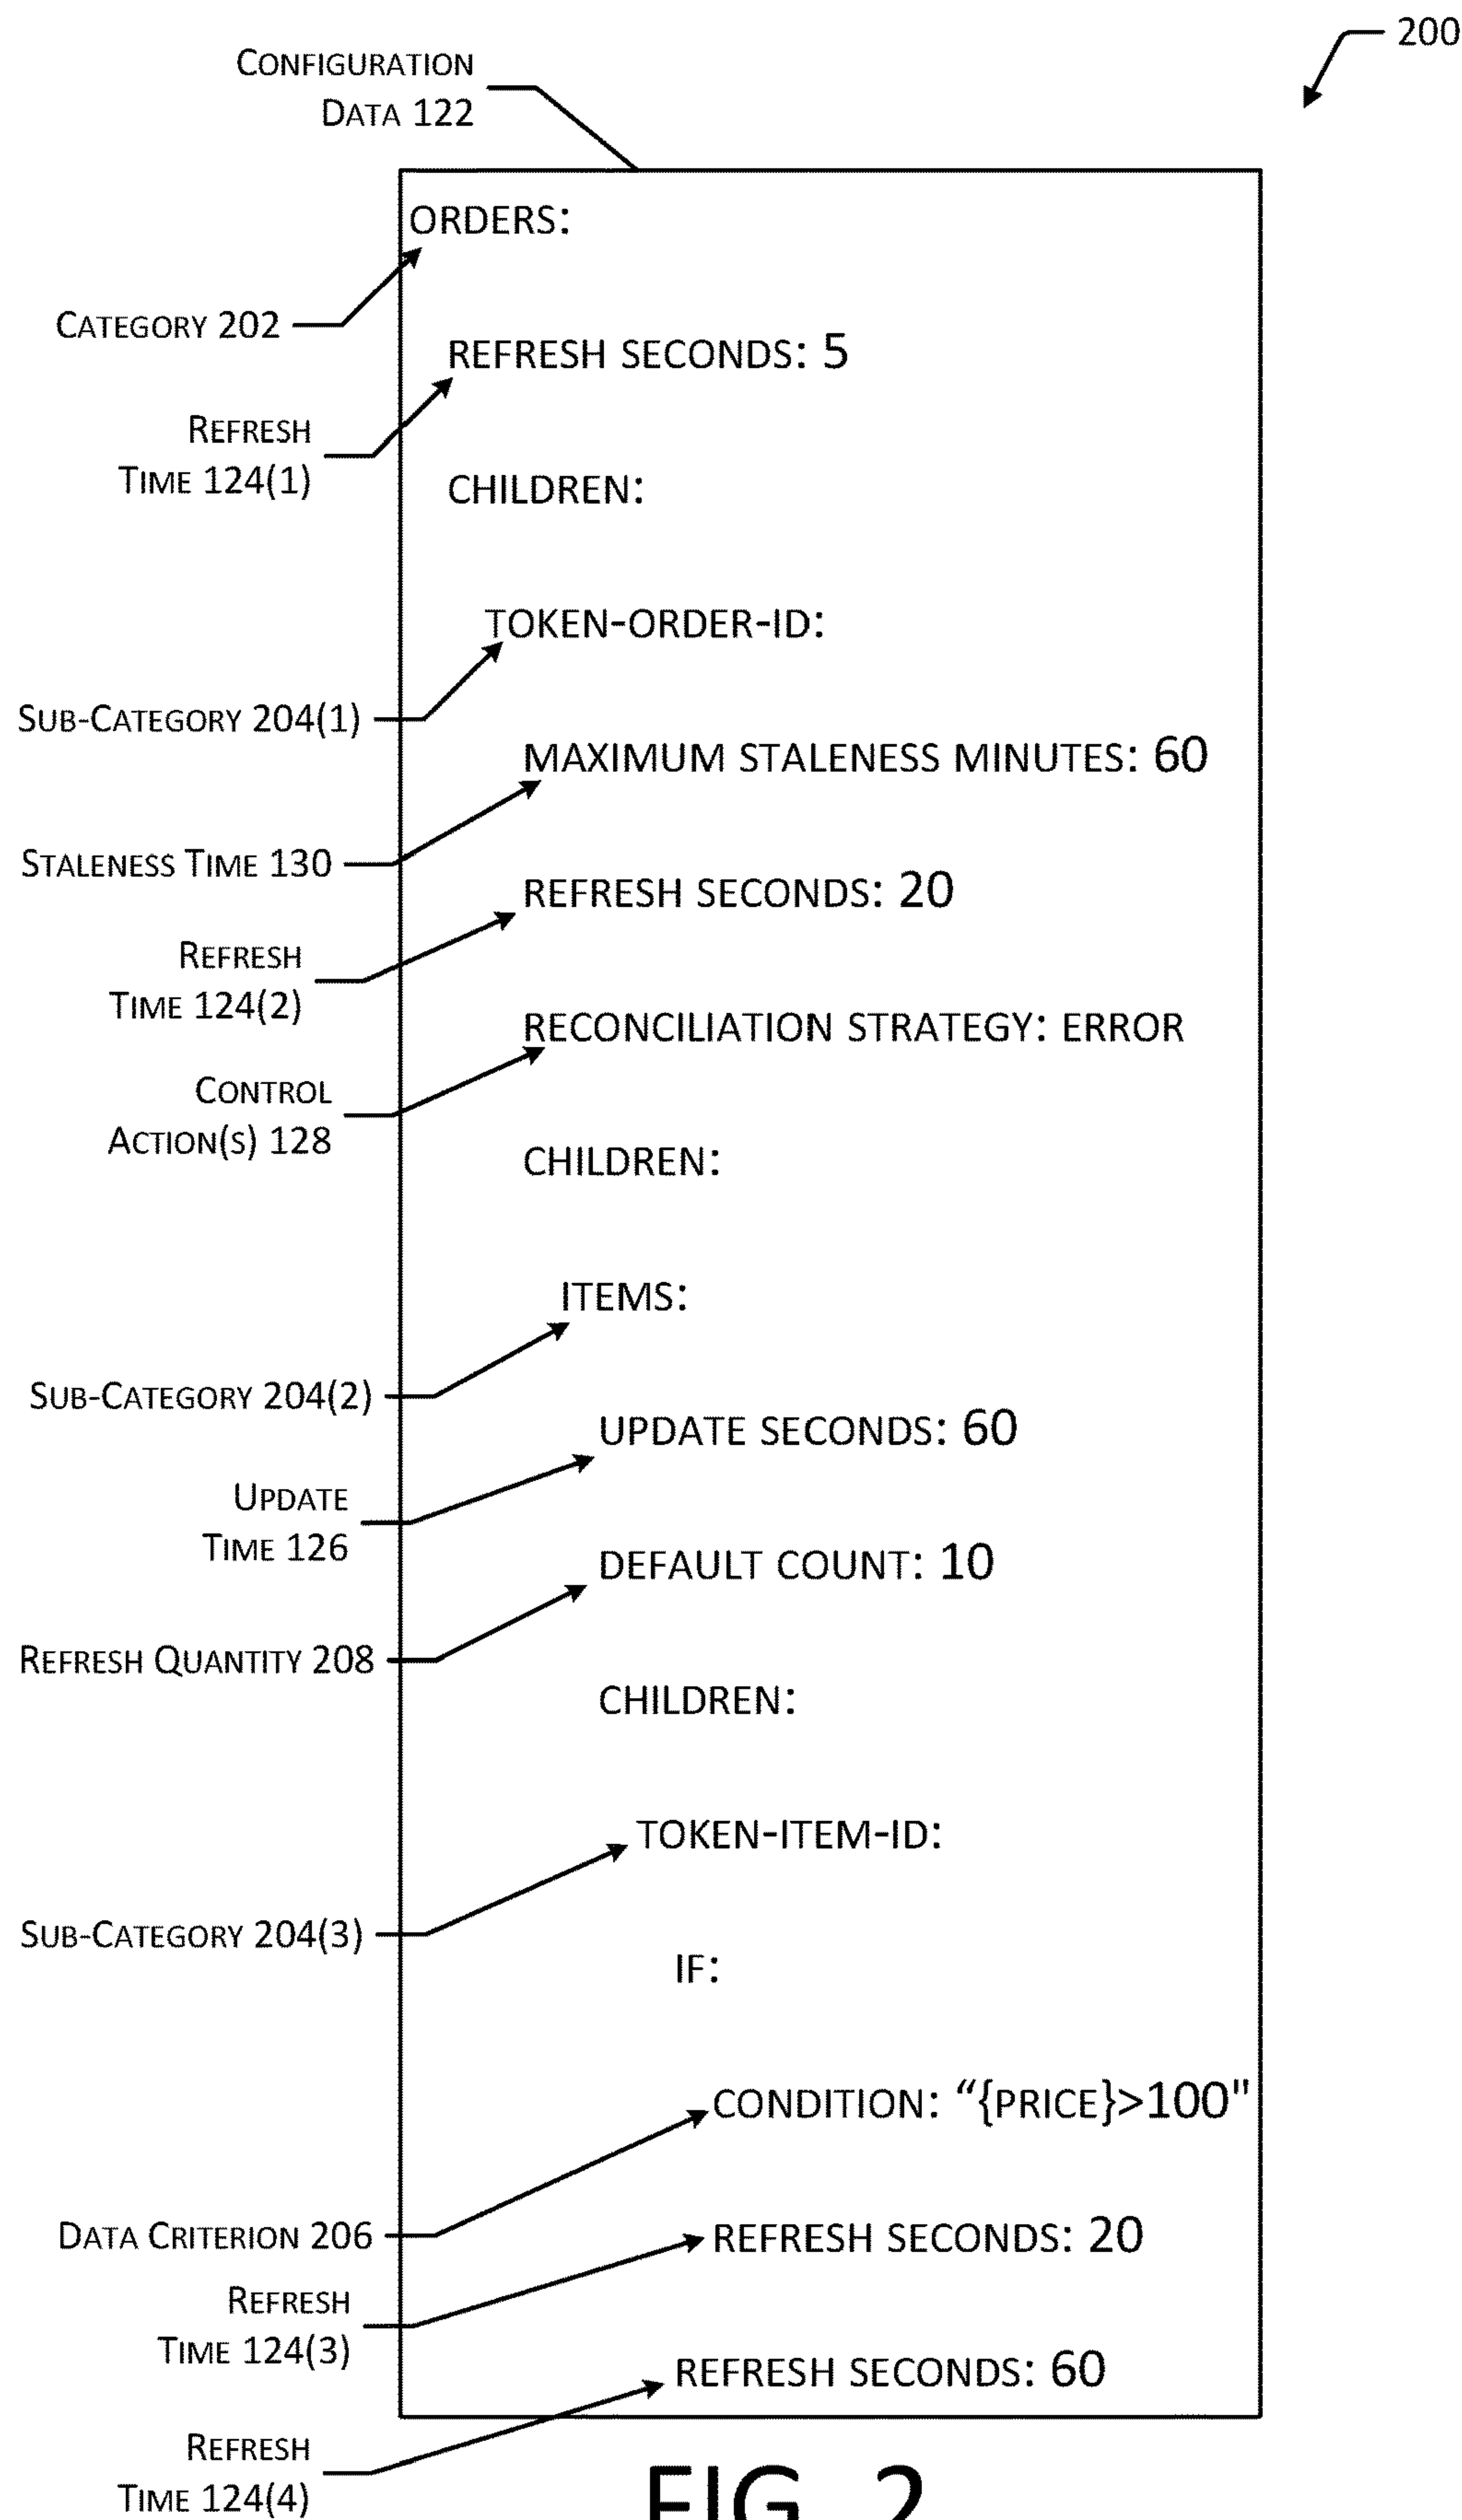 200
Configuration
Data 122
ORDERS:
Category 202
REFRESH SECONDS: 5
Refresh
Time 124(1)
CHILDREN:
TOKEN-ORDER-ID:
Sub-Category 204(1)
MAXIMUM STALENESS MINUTES: 60
Staleness Time 130
REFRESH SECONDS: 20
Refresh
Time 124(2)
RECONCILIATION STRATEGY: ERROR
Control
Action(s) 128
CHILDREN:
ITEMS:
Sub-Category 204(2)
UPDATE SECONDS: 60
Update
Time 126
DEFAULT COUNT: 10
Refresh Quantity 208
CHILDREN:
TOKEN-ITEM-ID:
Sub-Category 204(3)
IF:
CONDITION: “{PRICE}>100"
Data Criterion 206
REFRESH SECONDS: 20
Refresh
Time 124(3)
REFRESH SECONDS: 60
Refresh
Time 124(4)
FIG. 2